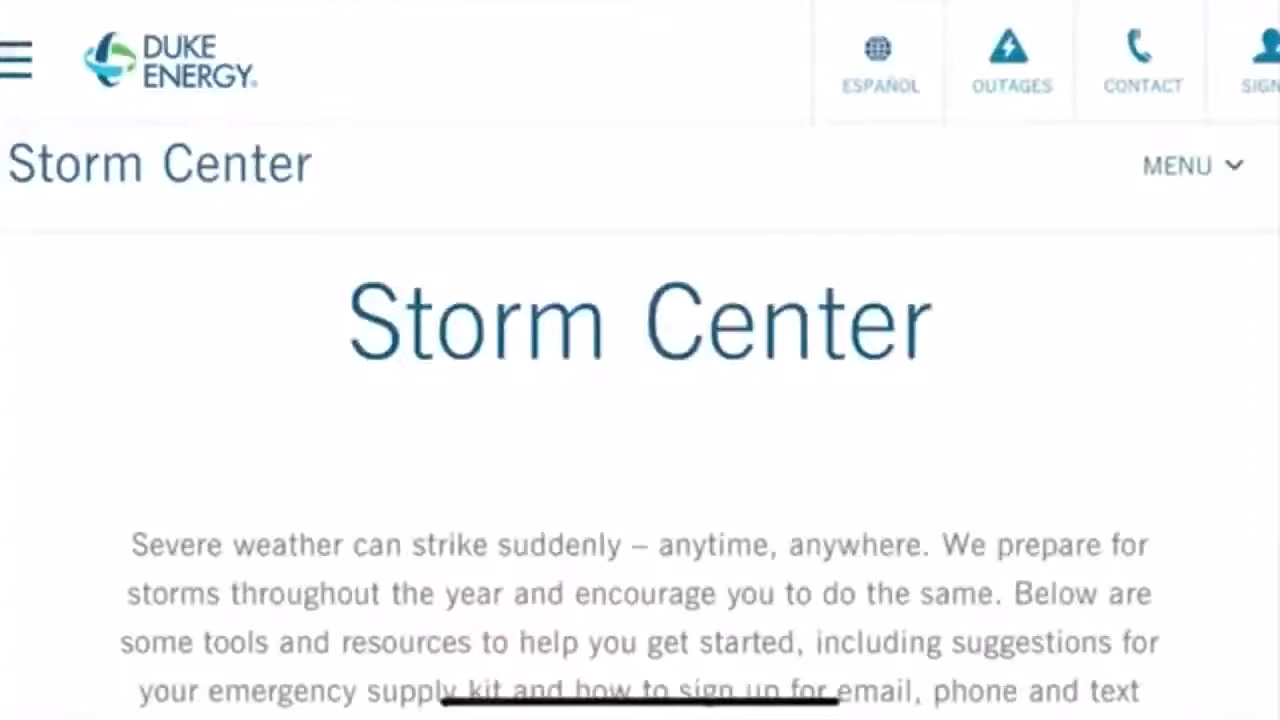 DUKE
ENERGY®
ESPAÑOL
OUTAGES
CONTACT
SIGN
Storm Center
MENU
Storm Center
Severe weather can strike suddenly – anytime, anywhere. We prepare for
storms throughout the year and encourage you to do the same. Below are
some tools and resources to help you get started, including suggestions for
your emergency supply kit and how to sign up for email, phone and text